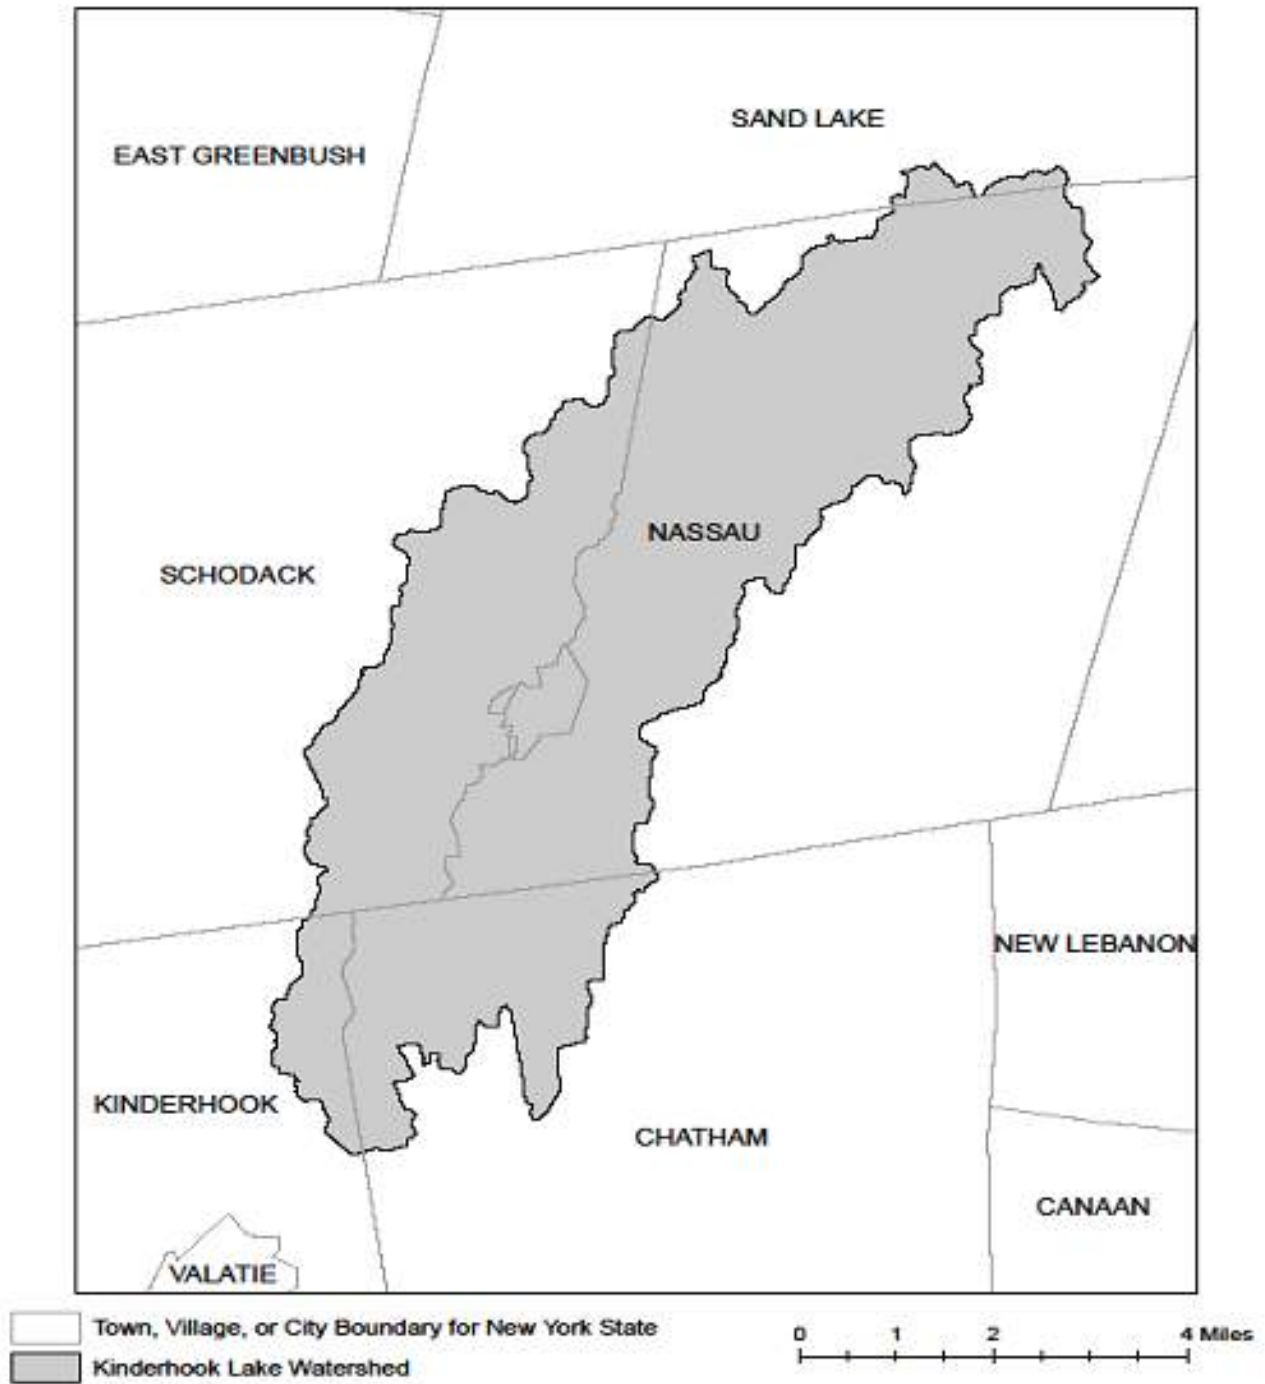 SAND LAKE
EAST GREENBUSH
NASSAU
SCHODACK
NEW LEBANON
KINDERHOOK
CHATHAM
CANAAN
VALATIE
Town, Village, or City Boundary for New York State
Kinderhook Lake Watershed
0 1 2 4 Miles